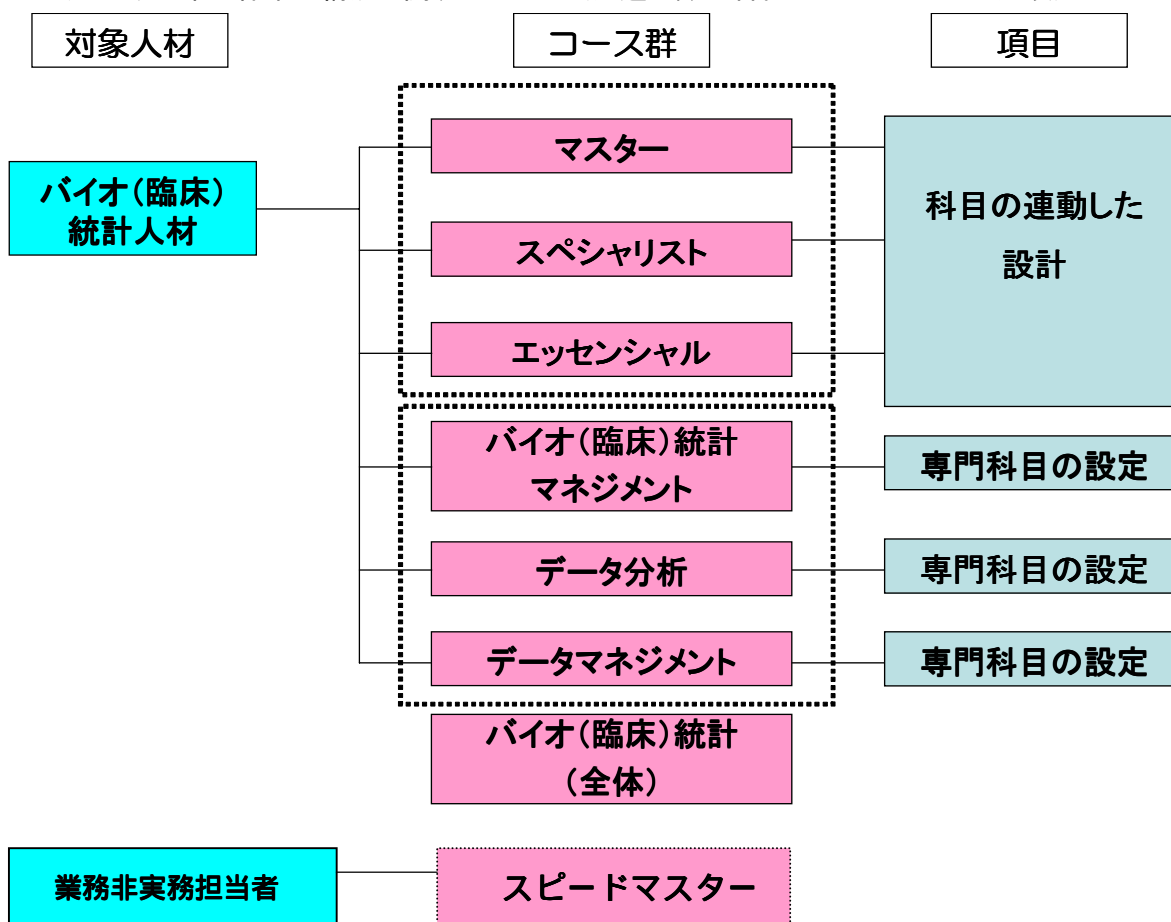 対象人材
コース群
項目
バイオ（臨床）
統計人材
マスター
スペシャリスト
エッセンシャル
科目の連動した
設計
バイオ（臨床）統計
マネジメント
専門科目の設定
データ分析
専門科目の設定
データマネジメント
専門科目の設定
バイオ（臨床）統計
（全体）
業務非実務担当者
スピードマスター